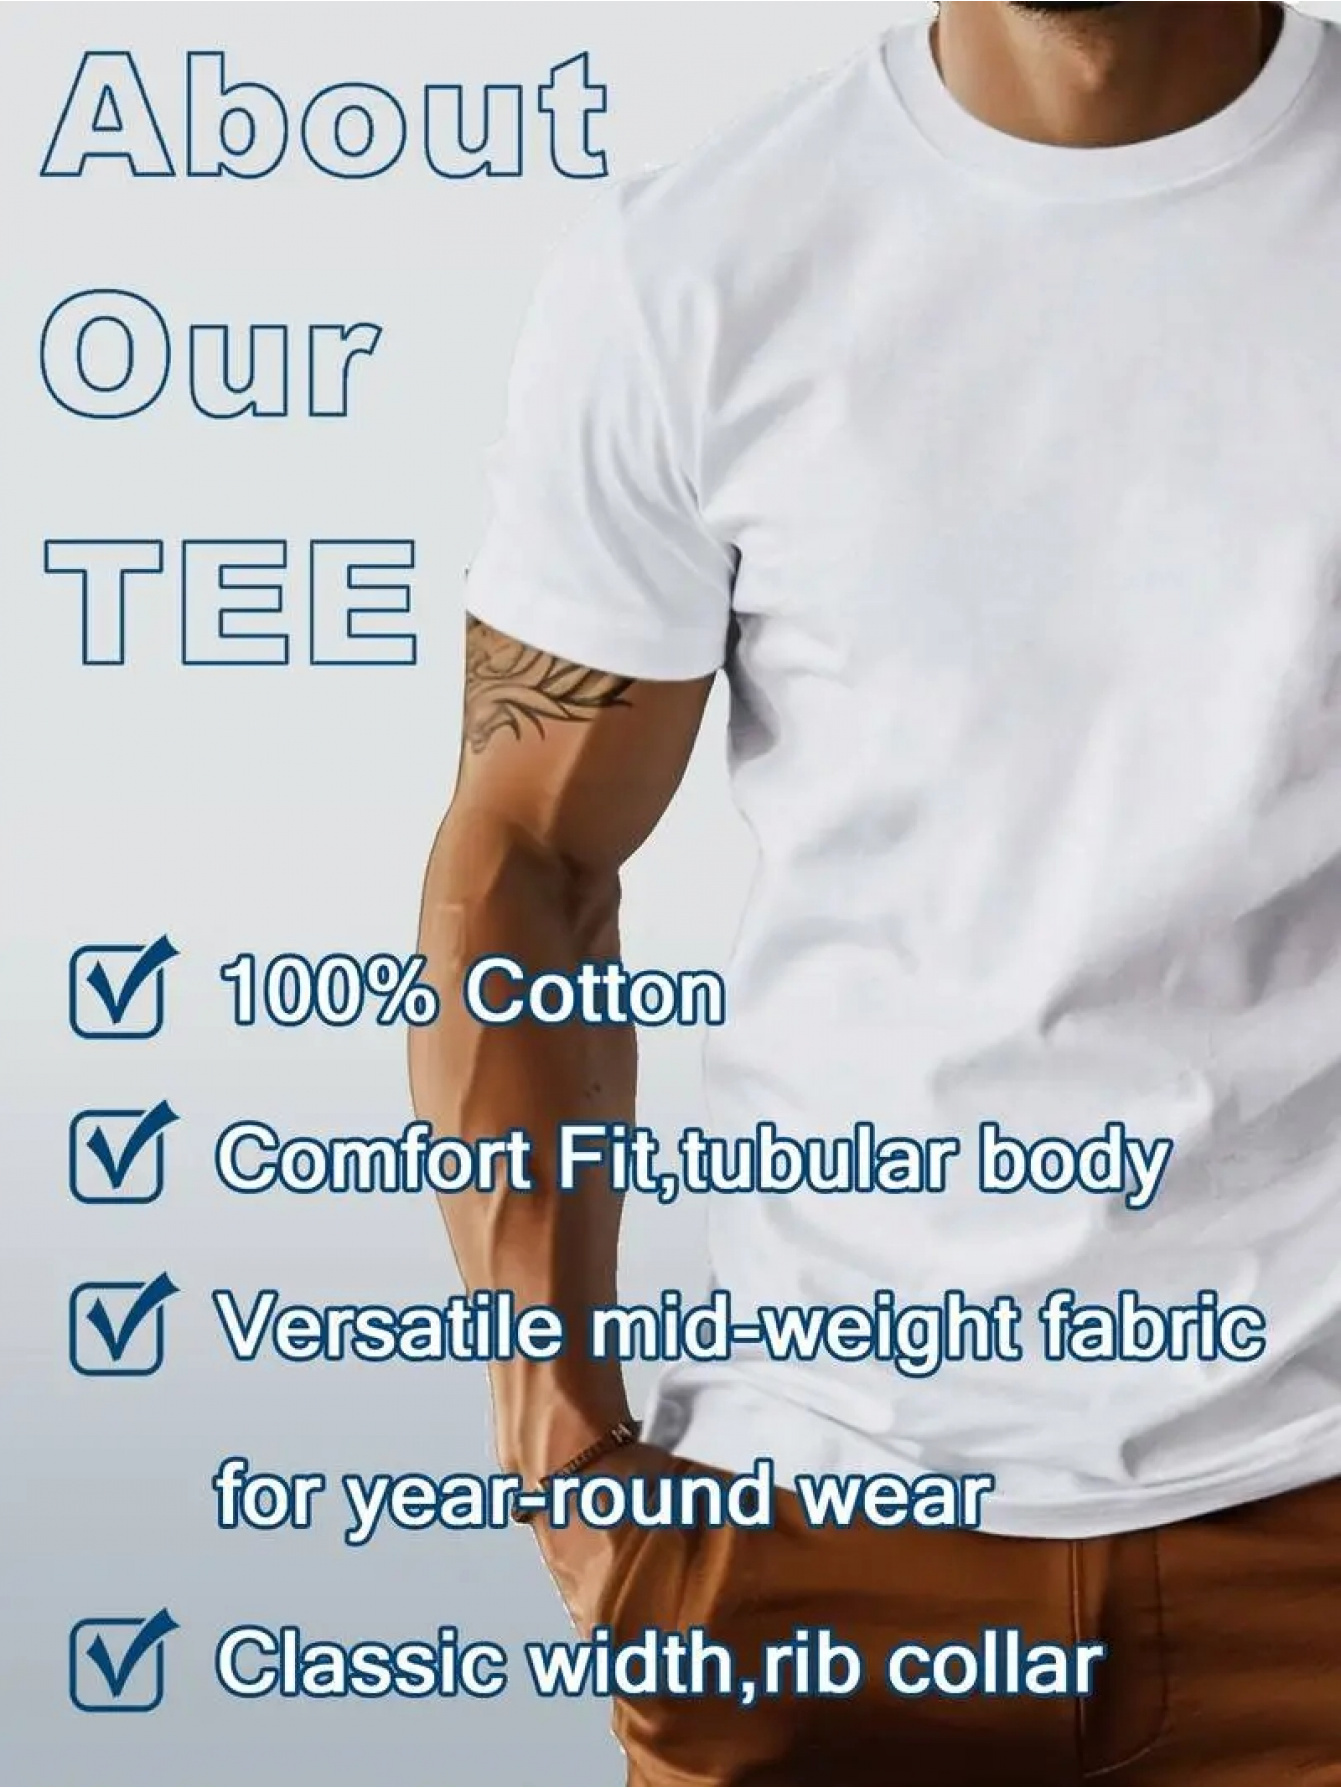 About
Our
TEE
100% Cotton
Comfort Fit,tubular body
Versatile mid-weight fabric
for year-round wear
Classic width,rib collar